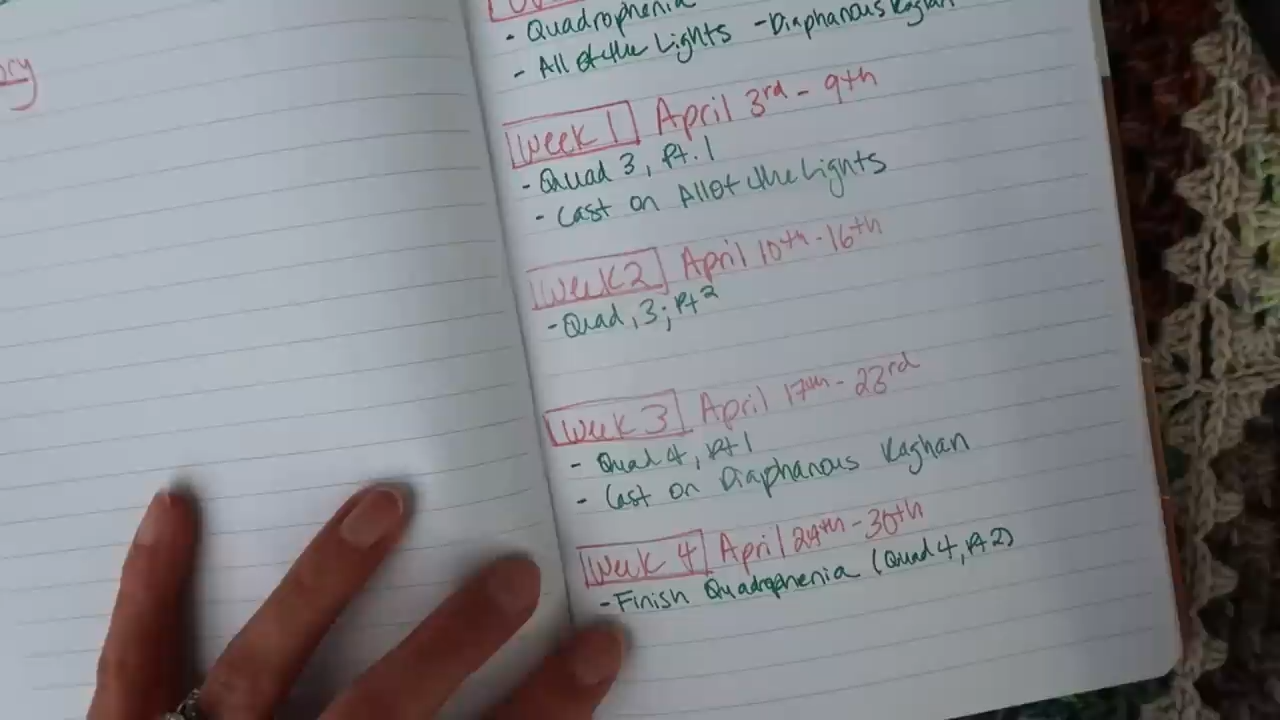 - Quadrophenia
- All of the Lights -Diaphanous Raglan
Week 1 April 3rd - 9th
- Quad 3, Pt. 1
- Cast on All of the Lights
Week 2 April 10th - 16th
- Quad, 3; Pt 2
Week 3 April 17th - 23rd
- Quad 4, Pt 1
- Cast on Diaphanous Raghan
Week 4 April 24th - 30th
- Finish Quadrophenia (Quad 4, Pt 2)